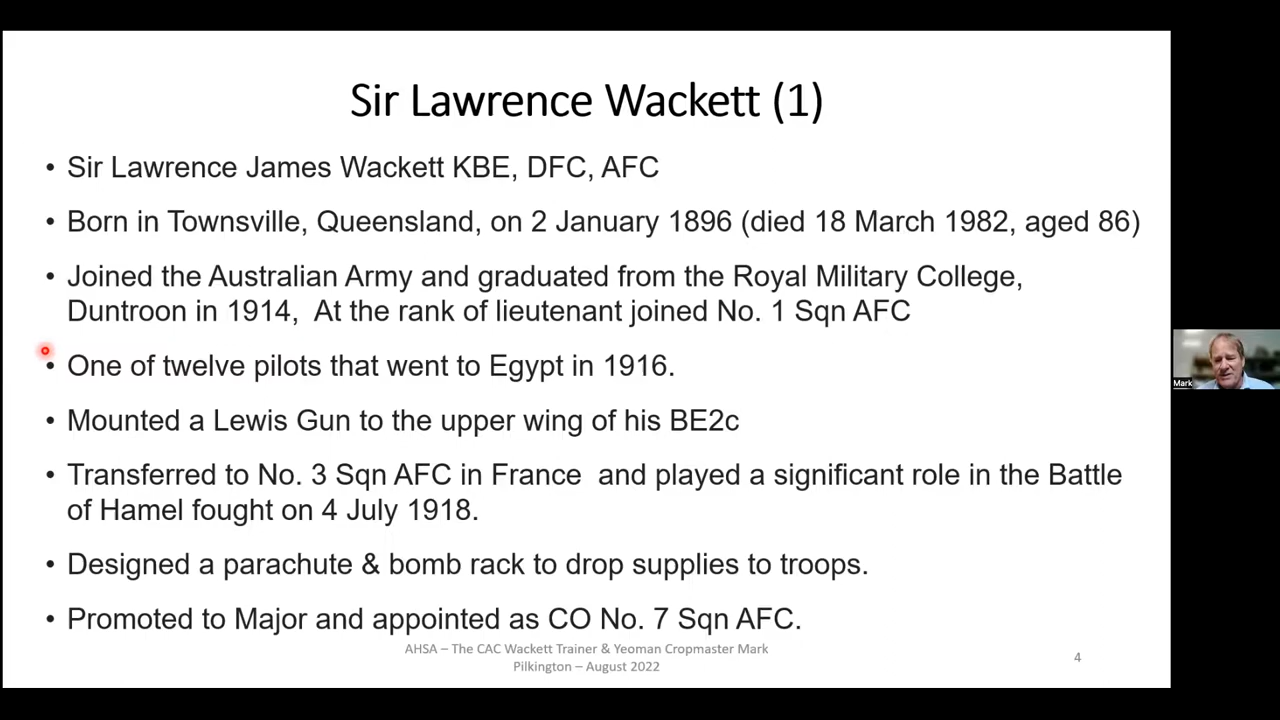 Sir Lawrence Wackett (1)
• Sir Lawrence James Wackett KBE, DFC, AFC
• Born in Townsville, Queensland, on 2 January 1896 (died 18 March 1982, aged 86)
• Joined the Australian Army and graduated from the Royal Military College,
Duntroon in 1914,  At the rank of lieutenant joined No. 1 Sqn AFC
• One of twelve pilots that went to Egypt in 1916.
• Mounted a Lewis Gun to the upper wing of his BE2c
• Transferred to No. 3 Sqn AFC in France  and played a significant role in the Battle
of Hamel fought on 4 July 1918.
• Designed a parachute & bomb rack to drop supplies to troops.
• Promoted to Major and appointed as CO No. 7 Sqn AFC.
AHSA – The CAC Wackett Trainer & Yeoman Cropmaster Mark
Pilkington – August 2022
4
Mark